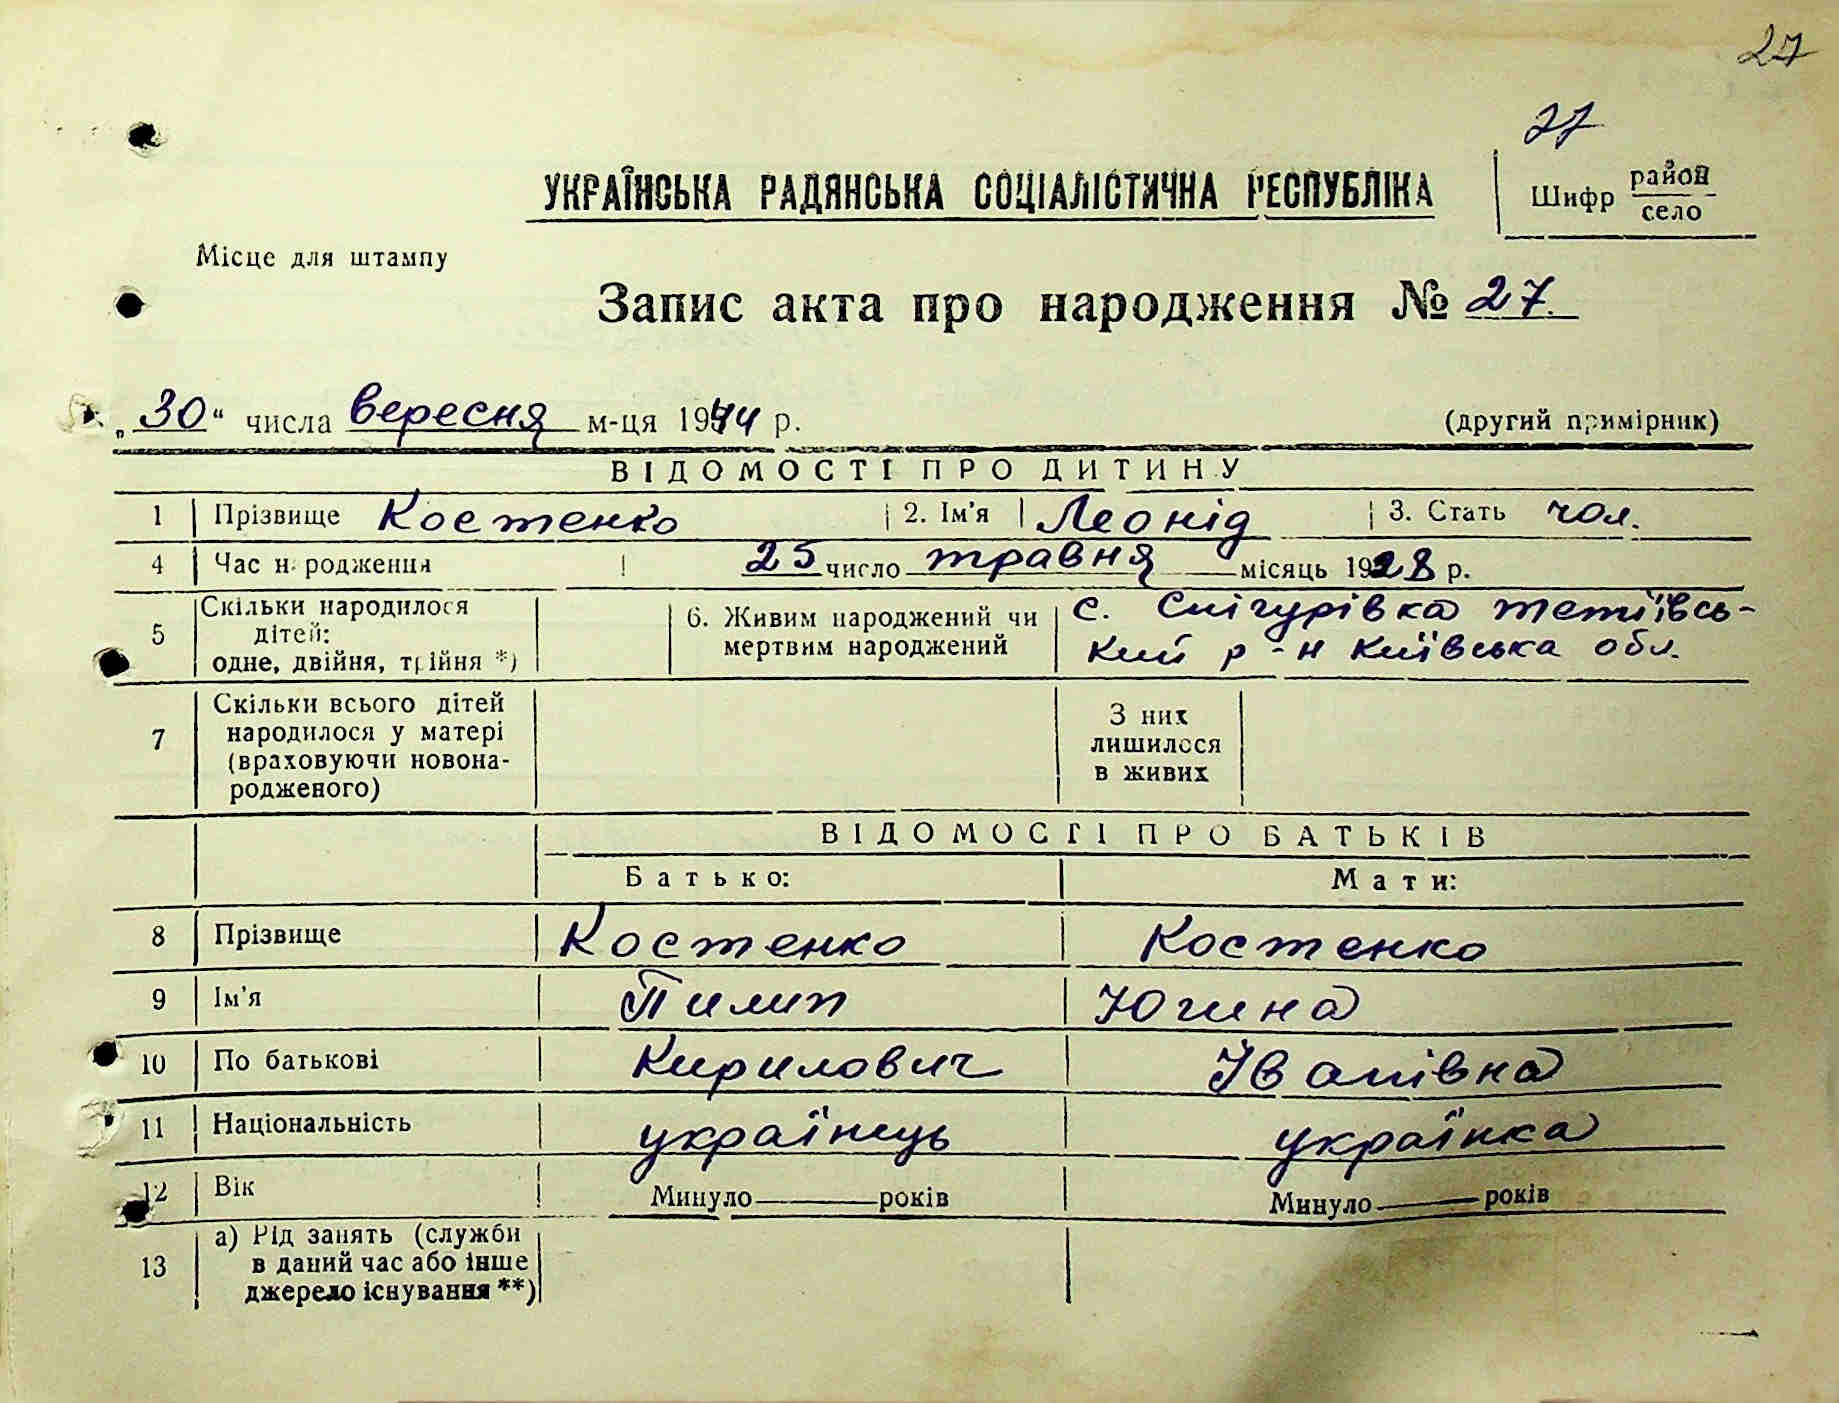 27
27
УКРАЇНСЬКА РАДЯНСЬКА СОЦІАЛІСТИЧНА РЕСПУБЛІКА
Шифр район
село
Місце для штампу
Запис акта про народження № 27.
„30“ числа вересня м-ця 1944 р. (другий примірник)
ВІДОМОСТІ ПРО ДИТИНУ
1 Прізвище Костенко 2. Ім'я Леонід 3. Стать чол.
4 Час народження 25 число травня місяць 1928 р.
5 Скільки народилося дітей: одне, двійня, трійня *)
6. Живим народжений чи мертвим народжений
с. Снігурівка тетіївсь-
кий р-н Київська обл.
7 Скільки всього дітей народилося у матері (враховуючи новона-родженого)
З них лишилося в живих
ВІДОМОСТІ ПРО БАТЬКІВ
Батько: Мати:
8 Прізвище Костенко Костенко
9 Ім'я Пилип Югина
10 По батькові Кирилович Іванівна
11 Національність українець українка
12 Вік Минуло——років Минуло——років
13 а) Рід занять (служби
в даний час або інше
джерело існування **)